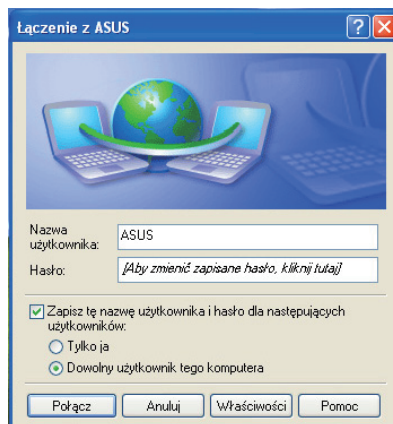 Łączenie z ASUS
Nazwa
użytkownika:
ASUS
Hasło:
[Aby zmienić zapisane hasło, kliknij tutaj]
Zapisz tę nazwę użytkownika i hasło dla następujących
użytkowników:
Tylko ja
Dowolny użytkownik tego komputera
Połącz Anuluj Właściwości Pomoc